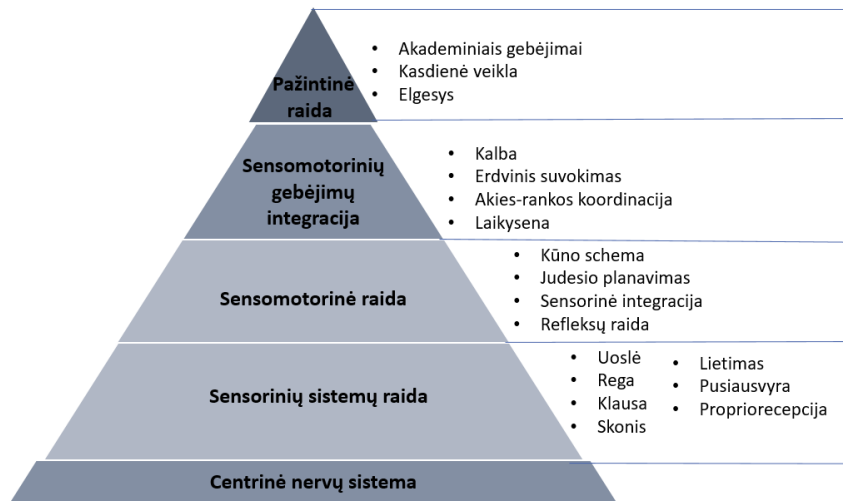 Pažintinė
raida
• Akademiniais gebėjimai
• Kasdienė veikla
• Elgesys
Sensomotorinių
gebėjimų
integracija
• Kalba
• Erdvinis suvokimas
• Akies-rankos koordinacija
• Laikysena
Sensomotorinė raida
• Kūno schema
• Judesio planavimas
• Sensorinė integracija
• Refleksų raida
Sensorinių sistemų raida
• Uoslė
• Rega
• Klausa
• Skonis
• Lietimas
• Pusiausvyra
• Propriorecepcija
Centrinė nervų sistema